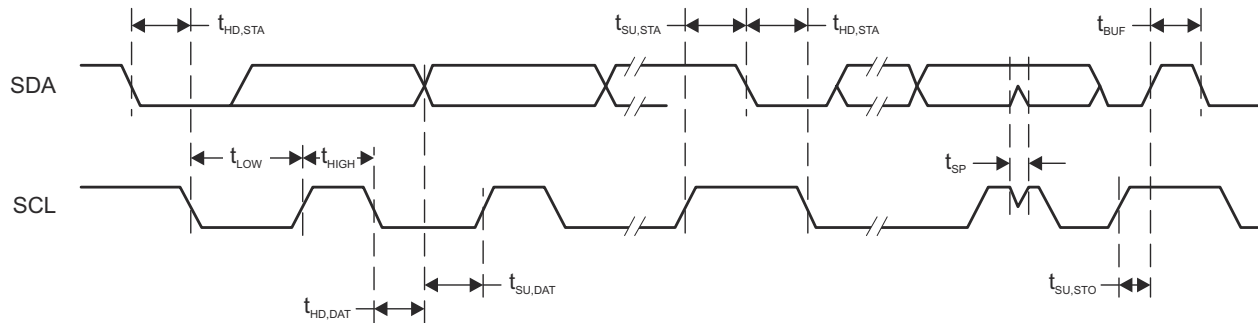 tHD,STA
tSU,STA
tHD,STA
tBUF
SDA
tLOW
tHIGH
tSP
SCL
tSU,DAT
tSU,STO
tHD,DAT